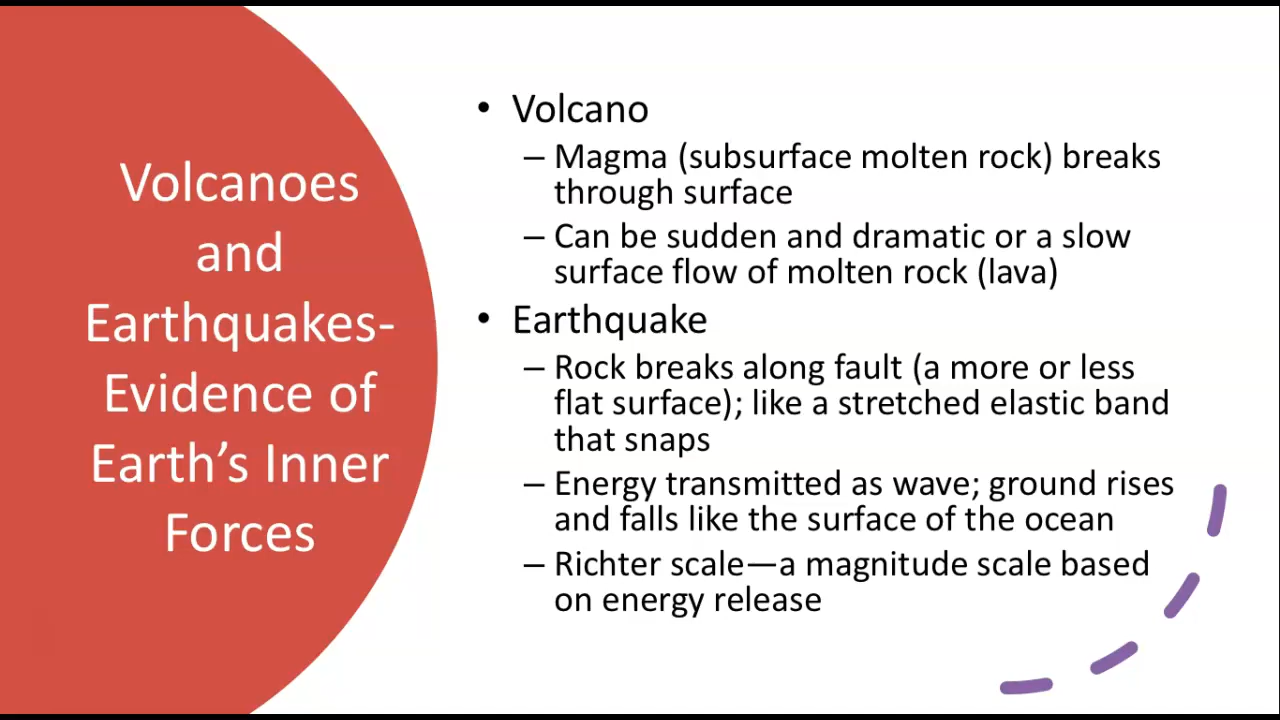 Volcanoes
and
Earthquakes-
Evidence of
Earth’s Inner
Forces
• Volcano
– Magma (subsurface molten rock) breaks
through surface
– Can be sudden and dramatic or a slow
surface flow of molten rock (lava)
• Earthquake
– Rock breaks along fault (a more or less
flat surface); like a stretched elastic band
that snaps
– Energy transmitted as wave; ground rises
and falls like the surface of the ocean
– Richter scale—a magnitude scale based
on energy release